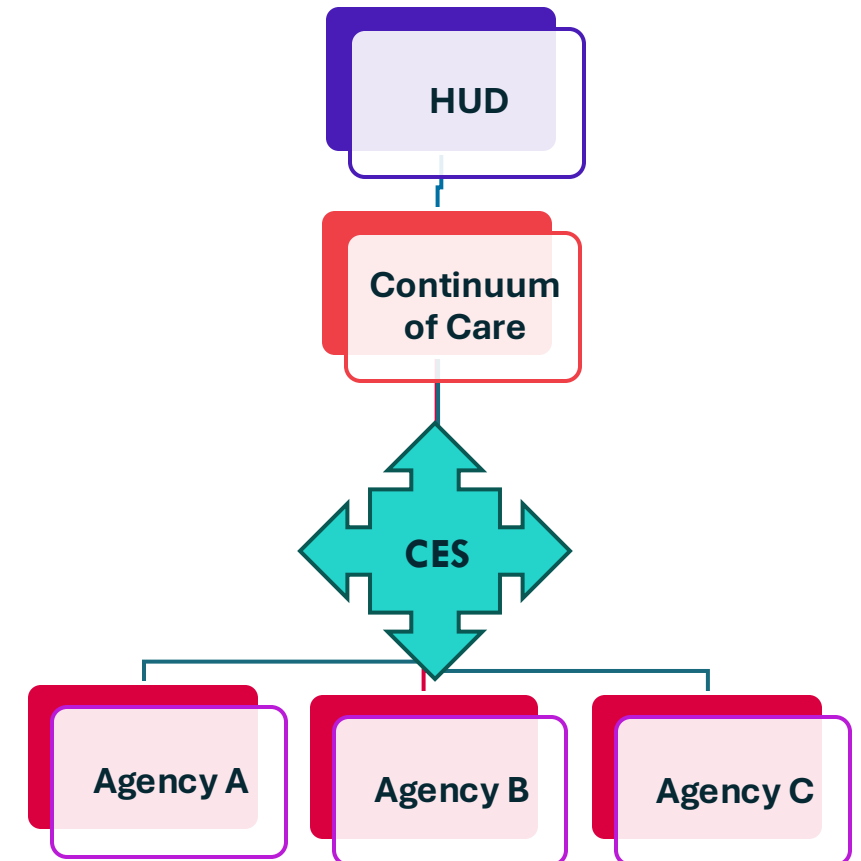 HUD
Continuum
of Care
CES
Agency A
Agency B
Agency C